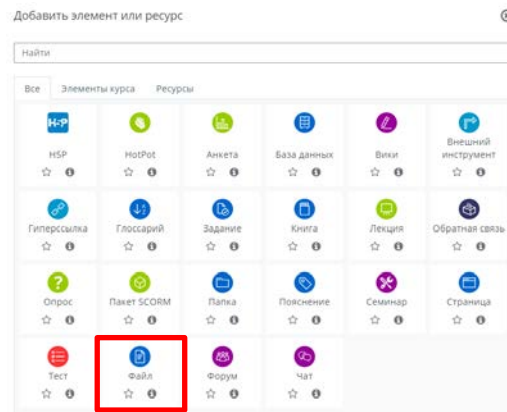 Добавить элемент или ресурс
Найти
Все Элементы курса Ресурсы
H-P
H5P HotPot Анкета База данных Вики Внешний инструмент
Гиперссылка Глоссарий Задание Книга Лекция Обратная связь
Опрос Пакет SCORM Папка Пояснение Семинар Страница
Тест Файл Форум Чат